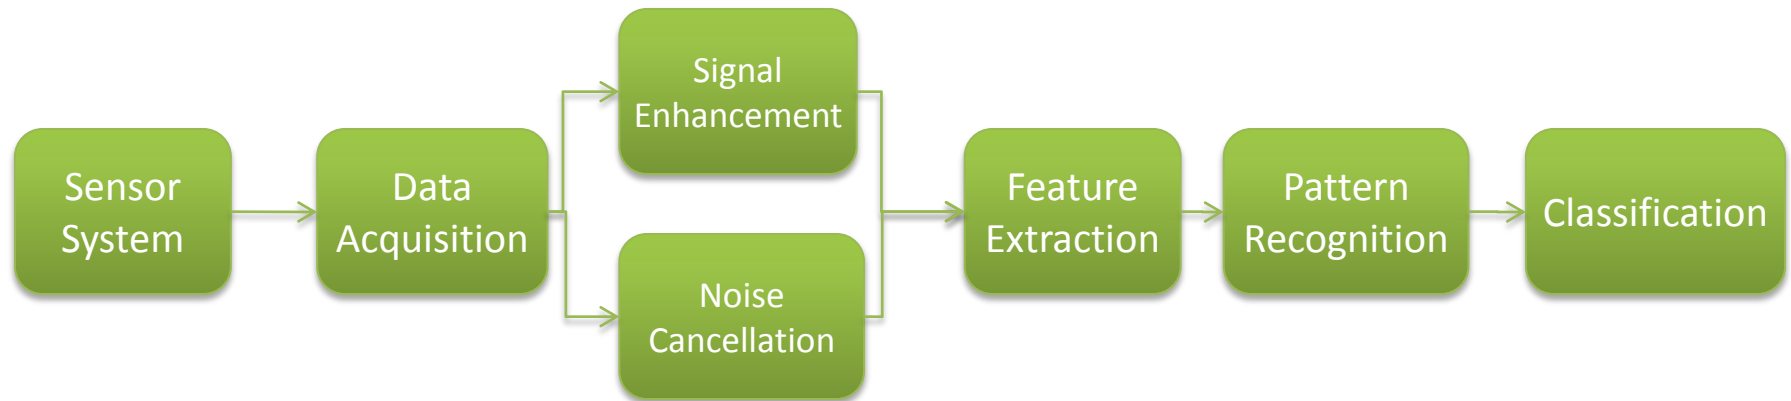 Sensor
System
Data
Acquisition
Signal
Enhancement
Noise
Cancellation
Feature
Extraction
Pattern
Recognition
Classification